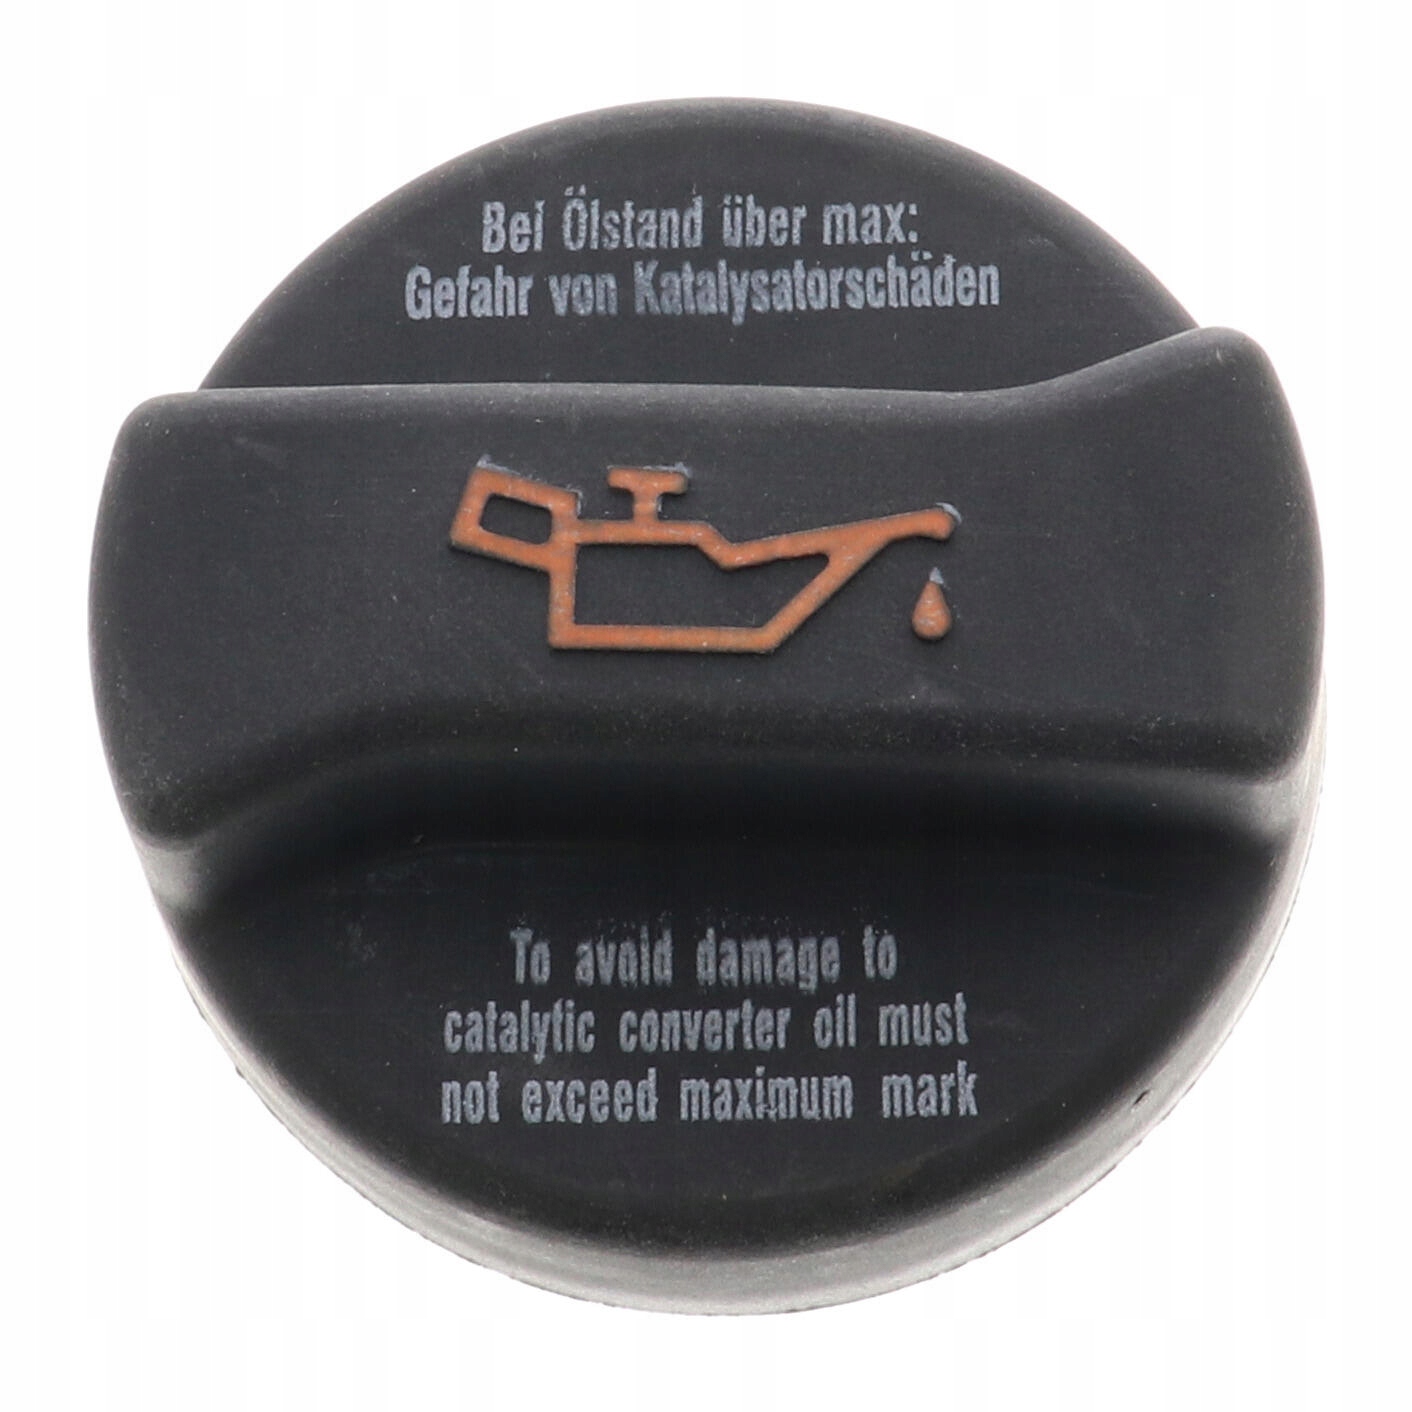 Bei Ölstand über max:
Gefahr von Katalysatorschäden
To avoid damage to
catalytic converter oil must
not exceed maximum mark